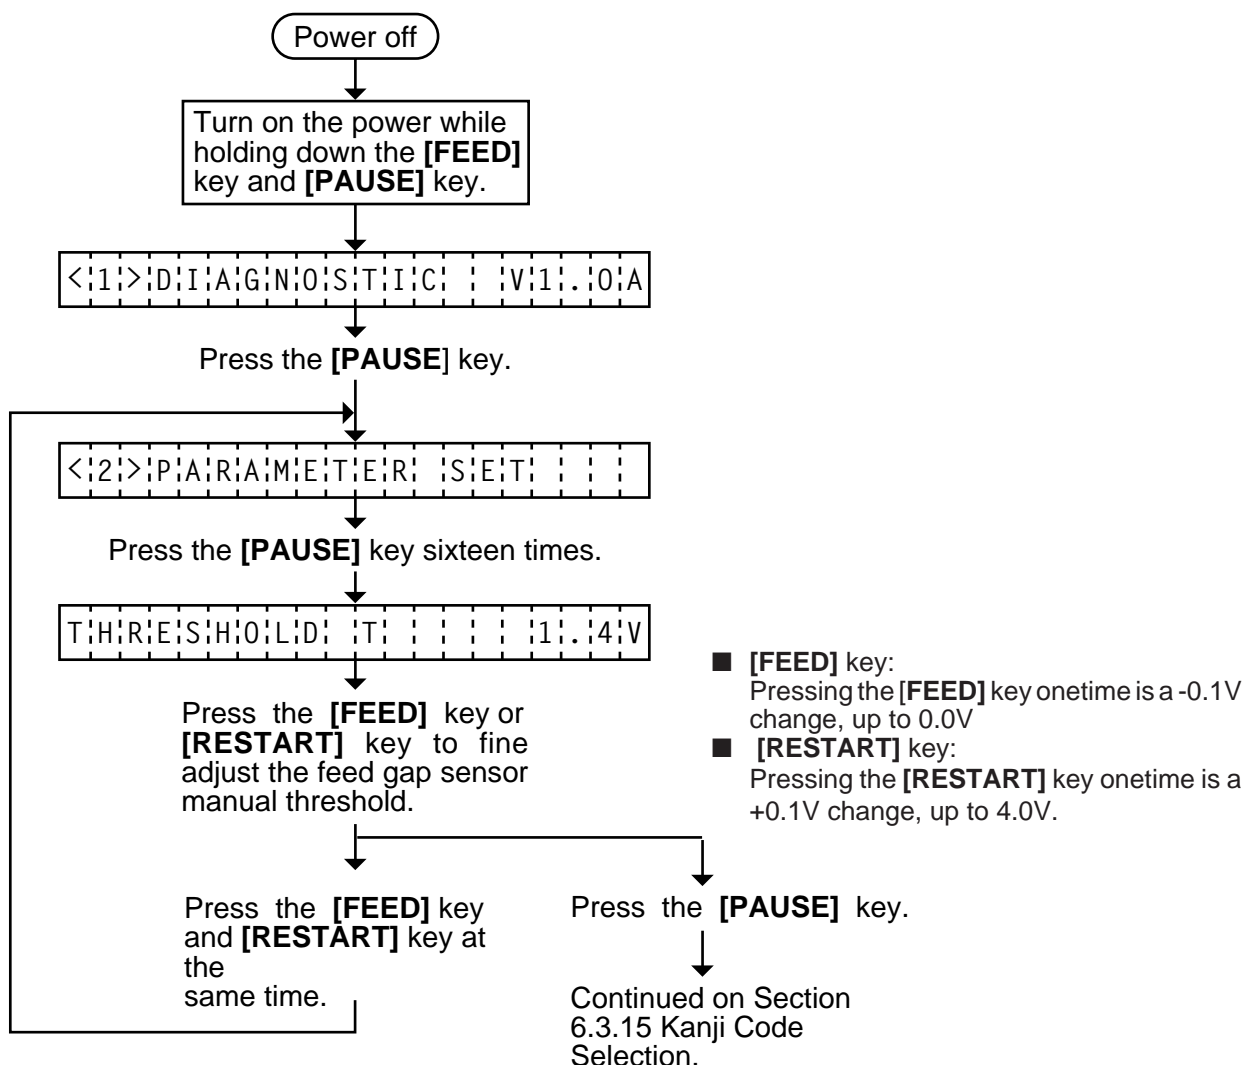 Power off
Turn on the power while
holding down the [FEED]
key and [PAUSE] key.
<1>DIAGNOSTIC  V1.0A
Press the [PAUSE] key.
<2>PARAMETER SET
Press the [PAUSE] key sixteen times.
THRESHOLD T     1.4V
Press the [FEED] key or
[RESTART] key to fine
adjust the feed gap sensor
manual threshold.
■ [FEED] key:
Pressing the [FEED] key onetime is a -0.1V
change, up to 0.0V
■ [RESTART] key:
Pressing the [RESTART] key onetime is a
+0.1V change, up to 4.0V.
Press the [FEED] key
and [RESTART] key at
the
same time.
Press the [PAUSE] key.
Continued on Section
6.3.15 Kanji Code
Selection.